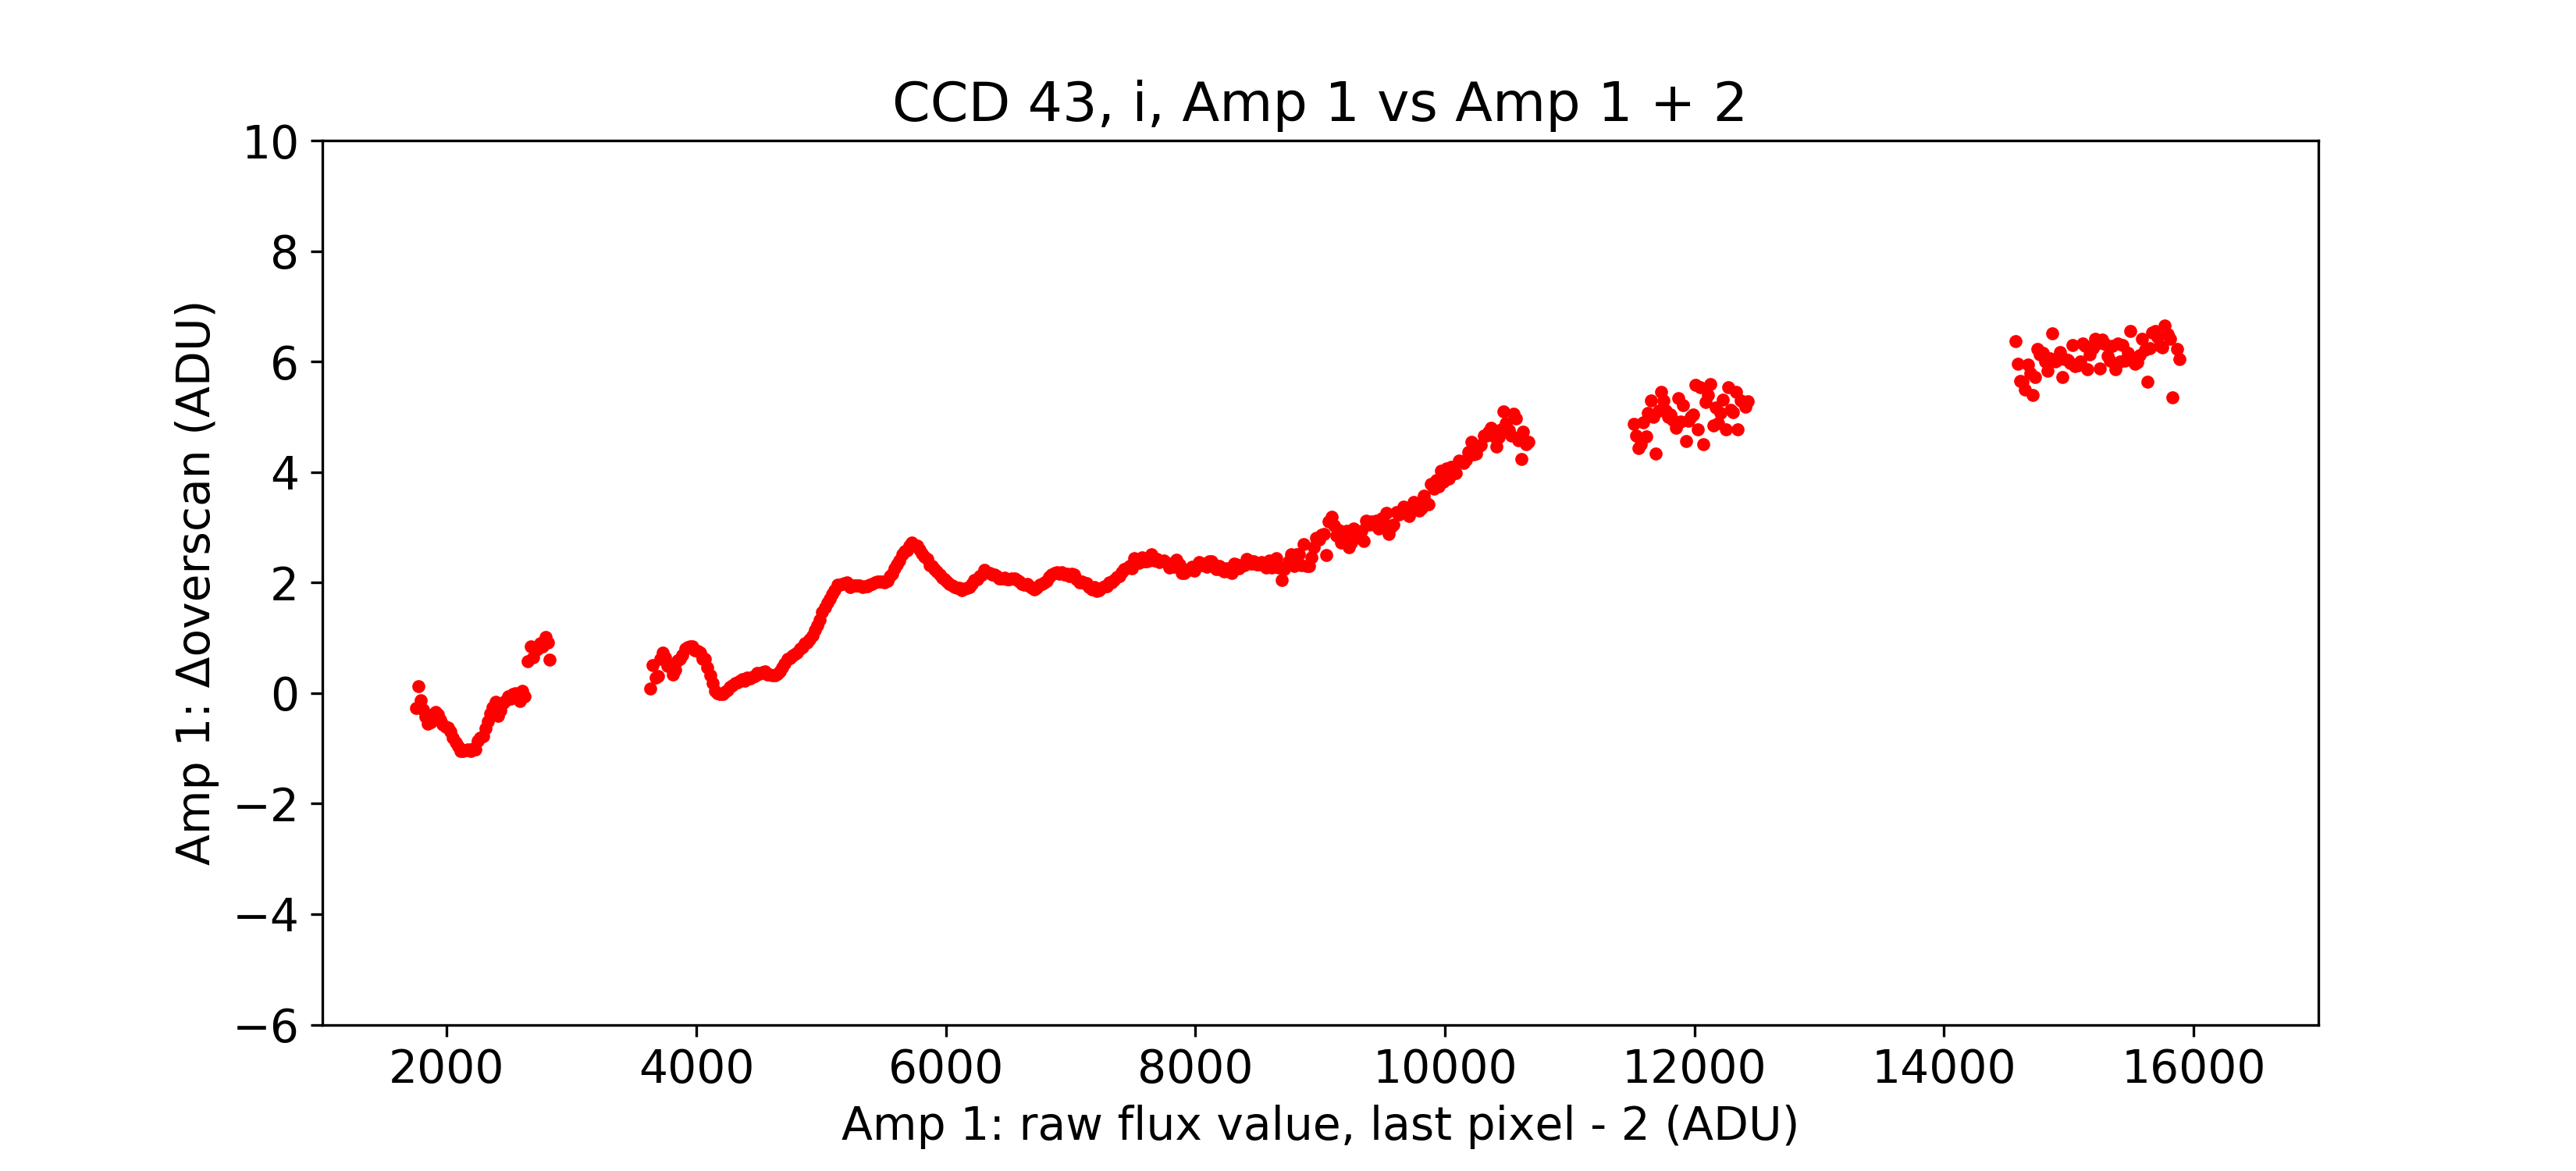 CCD 43, i, Amp 1 vs Amp 1 + 2
10
8
6
4
2
0
−2
−4
−6
Amp 1: Δoverscan (ADU)
2000 4000 6000 8000 10000 12000 14000 16000
Amp 1: raw flux value, last pixel - 2 (ADU)